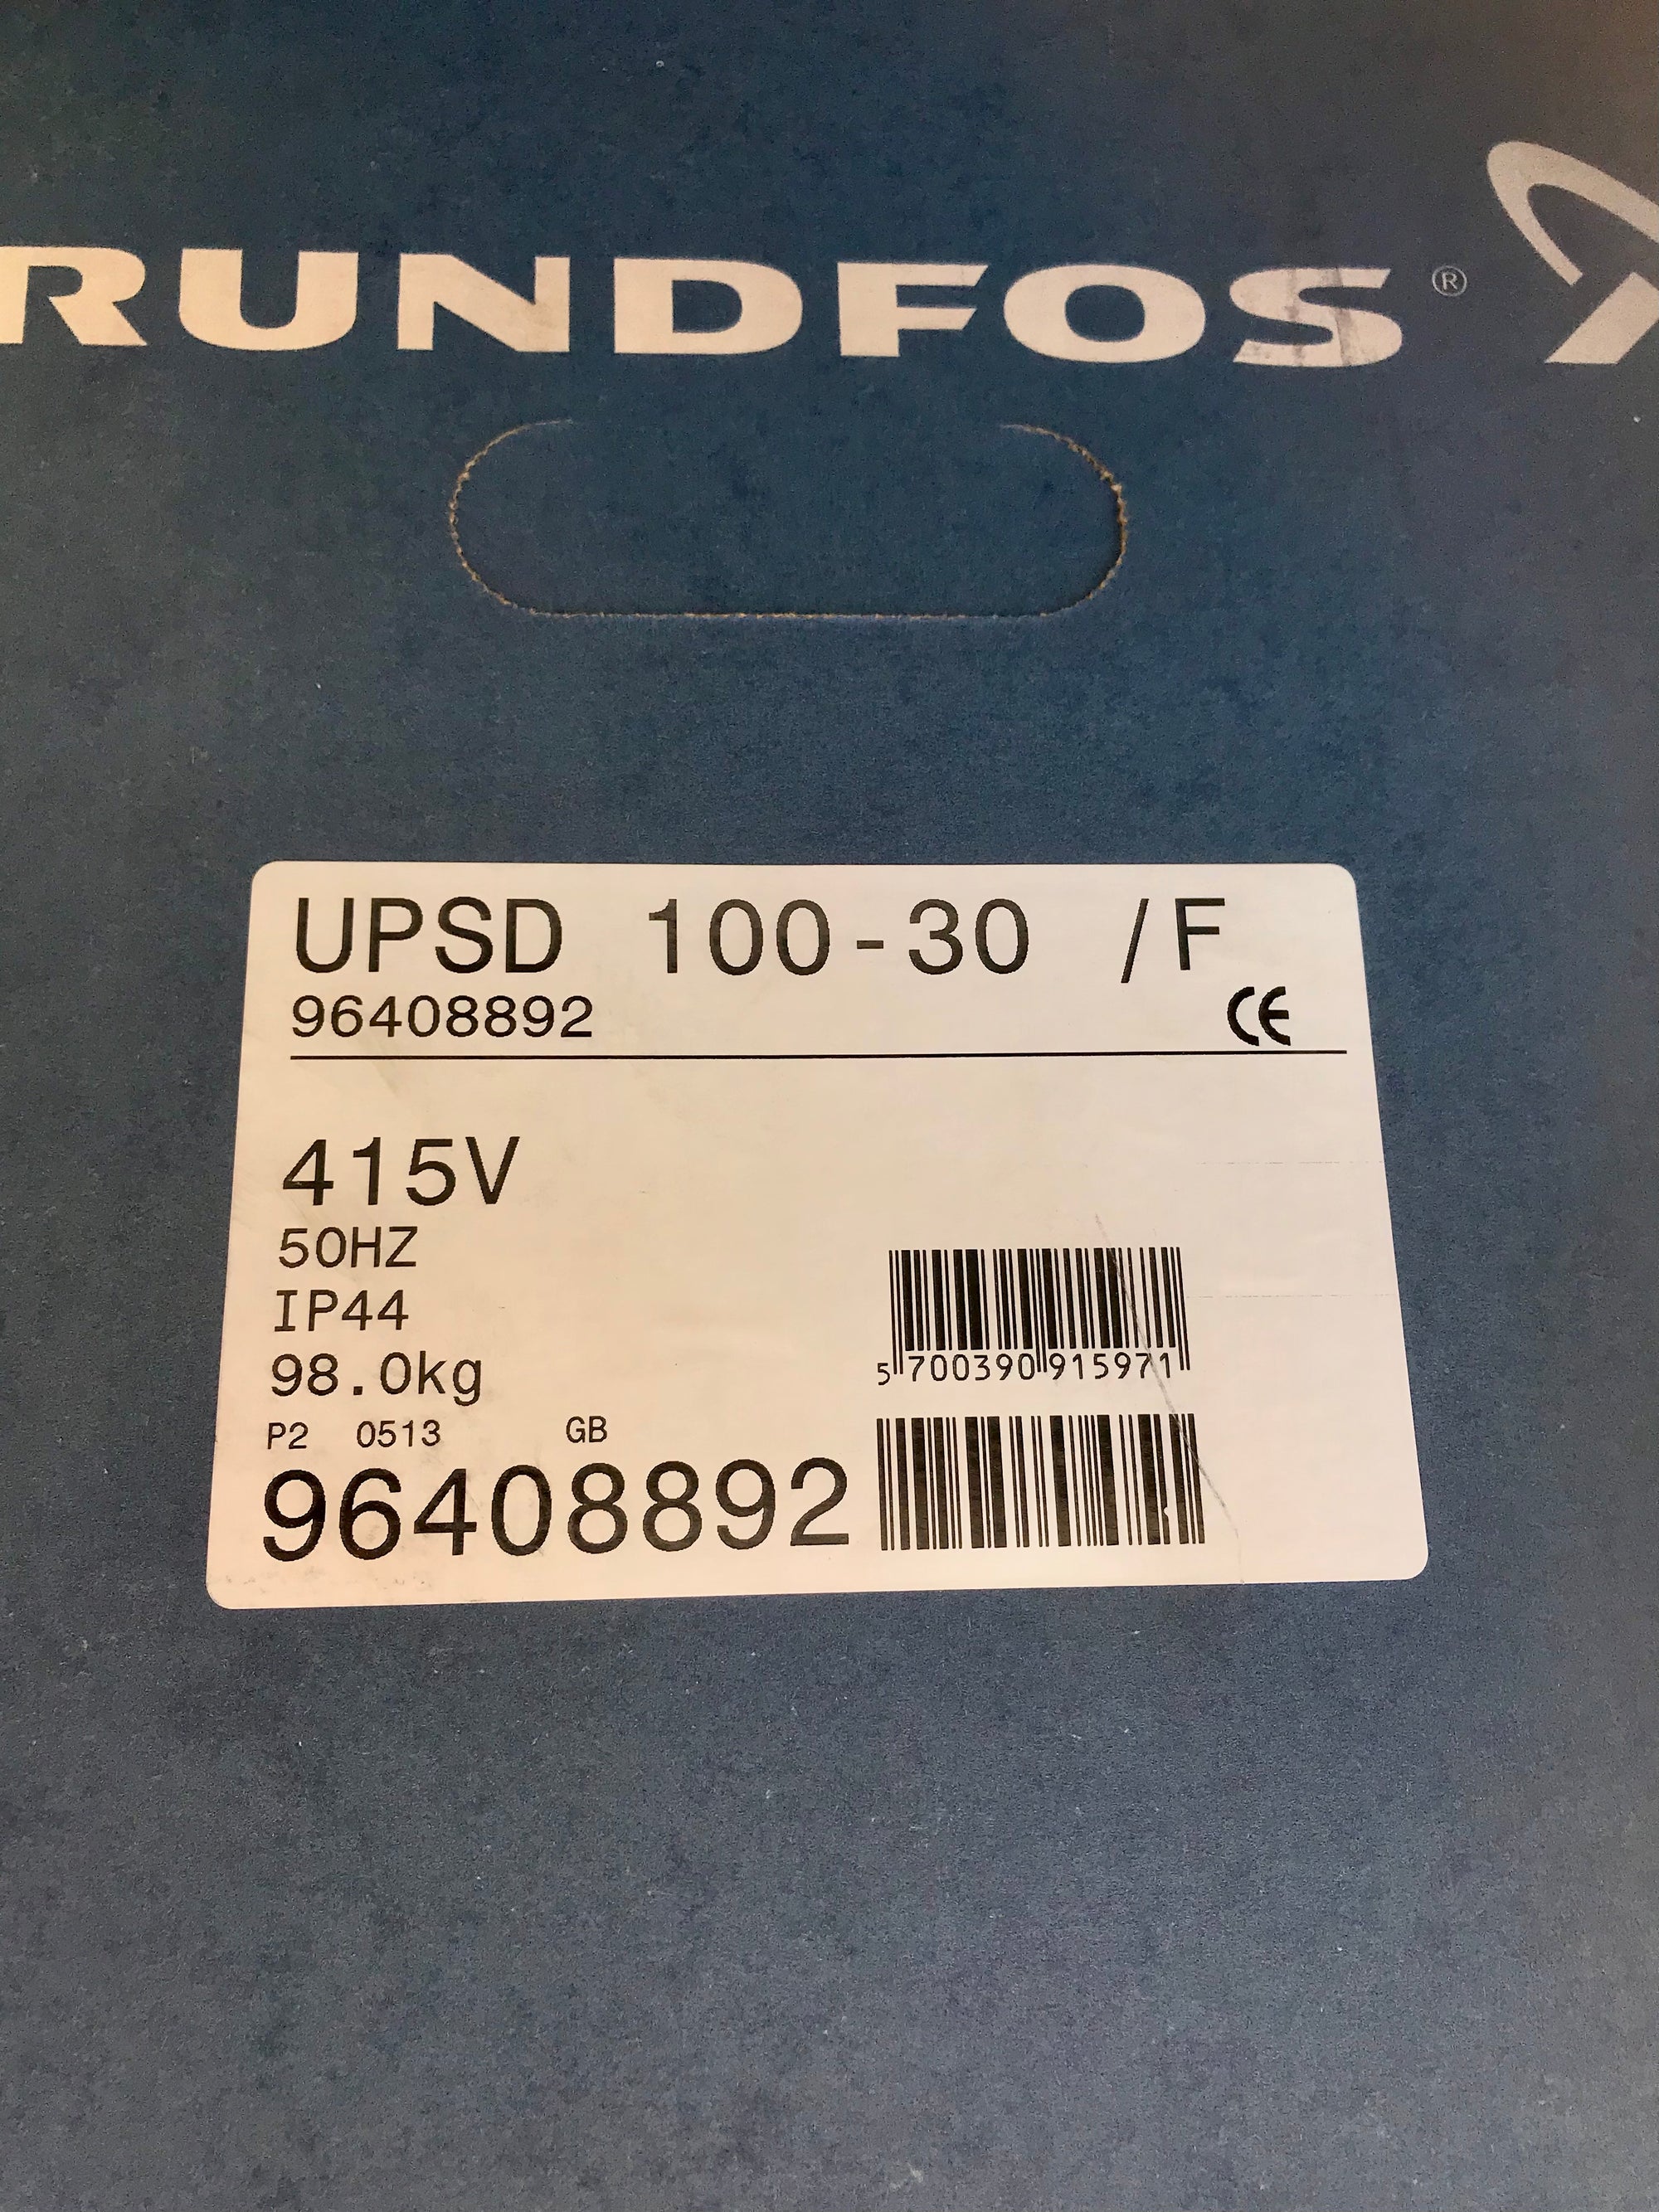 RUNDFOS®
UPSD 100-30 /F
96408892 CE
415V
50HZ
IP44
98.0kg
5 700390 915971
P2 0513 GB
96408892